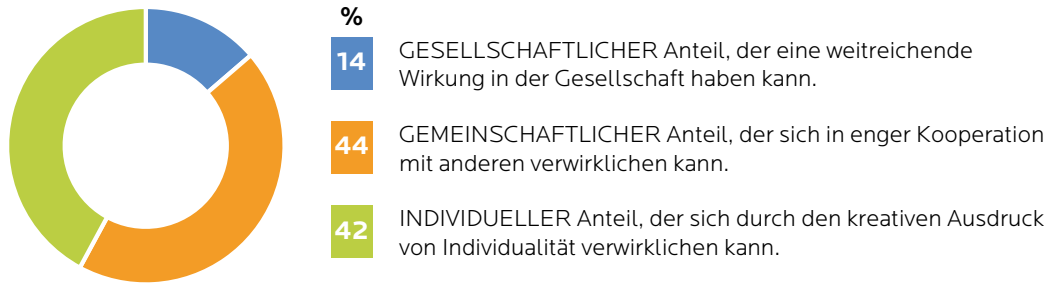 %
14
GESELLSCHAFTLICHER Anteil, der eine weitreichende
Wirkung in der Gesellschaft haben kann.
44
GEMEINSCHAFTLICHER Anteil, der sich in enger Kooperation
mit anderen verwirklichen kann.
42
INDIVIDUELLER Anteil, der sich durch den kreativen Ausdruck
von Individualität verwirklichen kann.